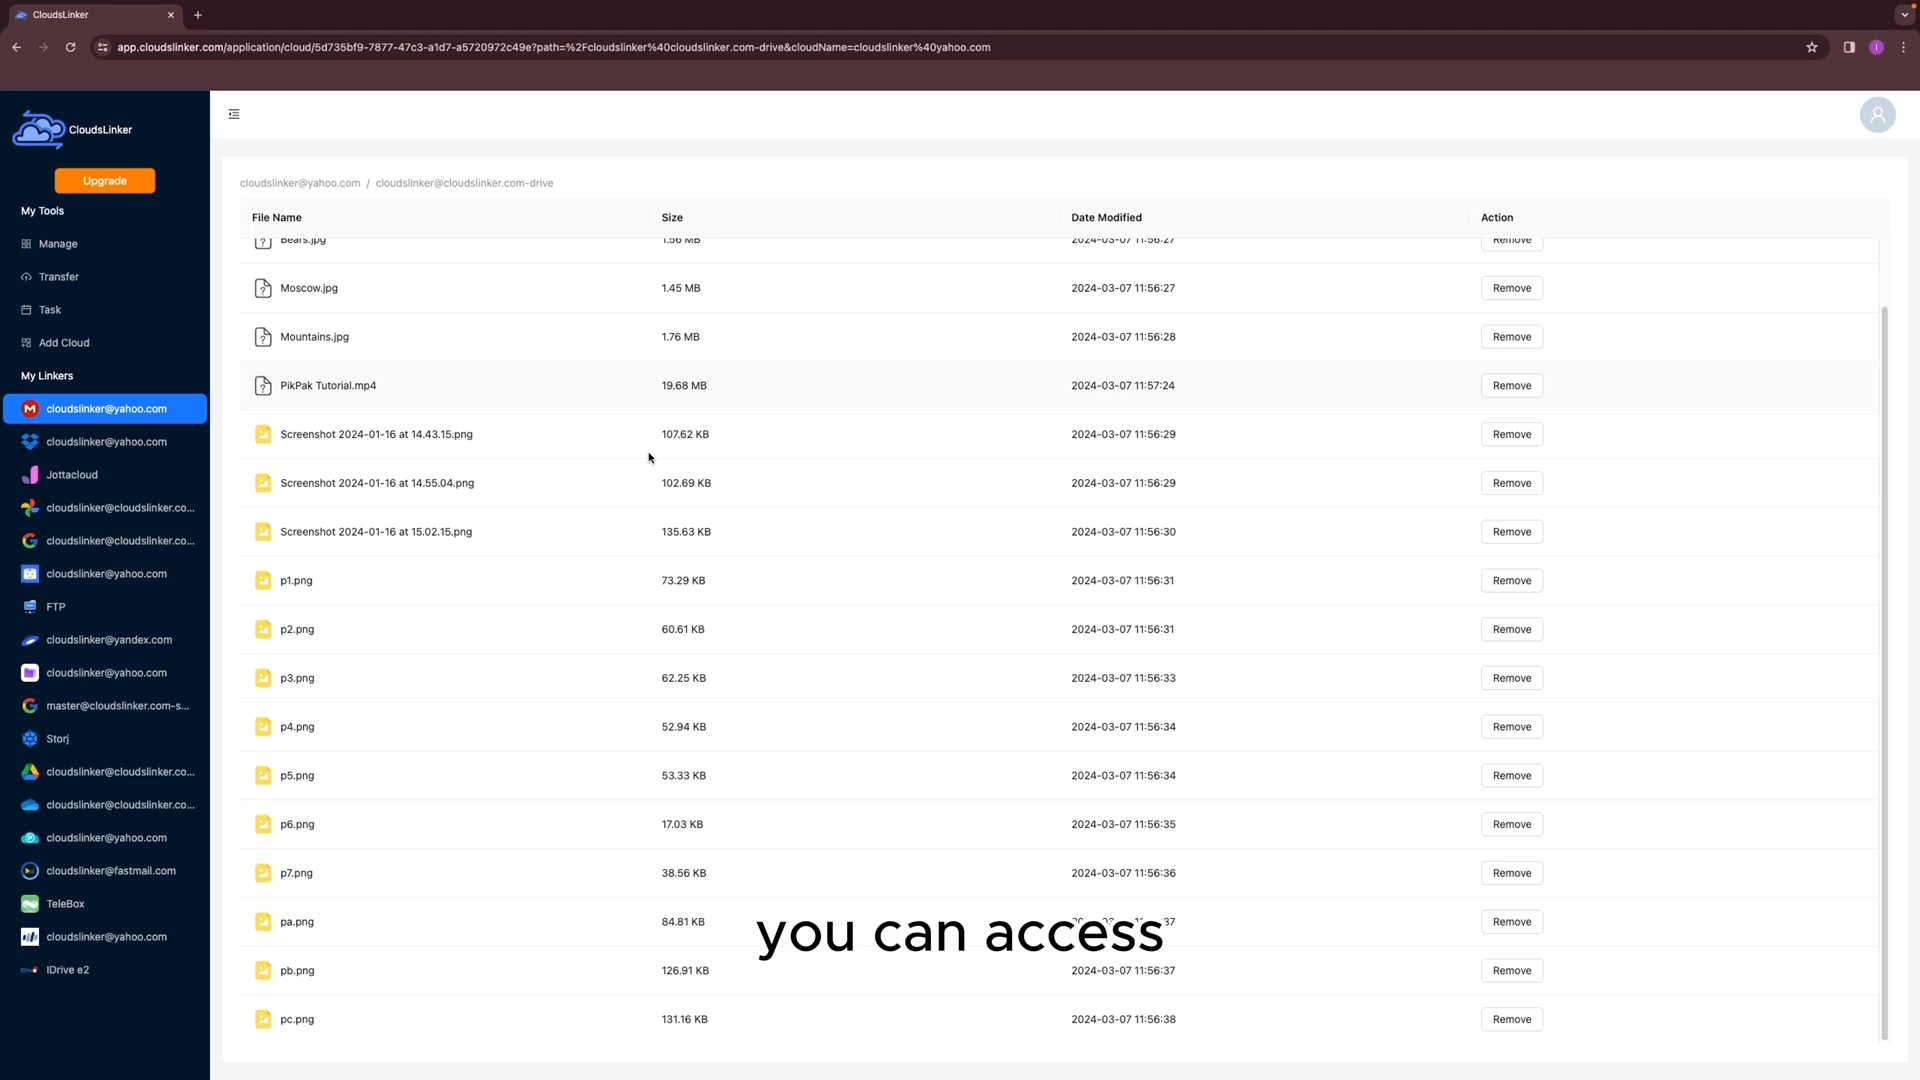 CloudsLinker
app.cloudslinker.com/application/cloud/5d735bf9-7877-47c3-a1d7-a5720972c49e?path=%2Fcloudslinker%40cloudslinker.com-drive&cloudName=cloudslinker%40yahoo.com
I
CloudsLinker
Upgrade
My Tools
Manage
Transfer
Task
Add Cloud
My Linkers
cloudslinker@yahoo.com
cloudslinker@yahoo.com
Jottacloud
cloudslinker@cloudslinker.co...
cloudslinker@cloudslinker.co...
cloudslinker@yahoo.com
FTP
cloudslinker@yandex.com
cloudslinker@yahoo.com
master@cloudslinker.com-s...
Storj
cloudslinker@cloudslinker.co...
cloudslinker@cloudslinker.co...
cloudslinker@yahoo.com
cloudslinker@fastmail.com
TeleBox
cloudslinker@yahoo.com
IDrive e2
cloudslinker@yahoo.com / cloudslinker@cloudslinker.com-drive
File Name Size Date Modified Action
Bears.jpg 1.56 MB 2024-03-07 11:56:27 Remove
Moscow.jpg 1.45 MB 2024-03-07 11:56:27 Remove
Mountains.jpg 1.76 MB 2024-03-07 11:56:28 Remove
PikPak Tutorial.mp4 19.68 MB 2024-03-07 11:57:24 Remove
Screenshot 2024-01-16 at 14.43.15.png 107.62 KB 2024-03-07 11:56:29 Remove
Screenshot 2024-01-16 at 14.55.04.png 102.69 KB 2024-03-07 11:56:29 Remove
Screenshot 2024-01-16 at 15.02.15.png 135.63 KB 2024-03-07 11:56:30 Remove
p1.png 73.29 KB 2024-03-07 11:56:31 Remove
p2.png 60.61 KB 2024-03-07 11:56:31 Remove
p3.png 62.25 KB 2024-03-07 11:56:33 Remove
p4.png 52.94 KB 2024-03-07 11:56:34 Remove
p5.png 53.33 KB 2024-03-07 11:56:34 Remove
p6.png 17.03 KB 2024-03-07 11:56:35 Remove
p7.png 38.56 KB 2024-03-07 11:56:36 Remove
pa.png 84.81 KB Remove
you can access
pb.png 126.91 KB 2024-03-07 11:56:37 Remove
pc.png 131.16 KB 2024-03-07 11:56:38 Remove